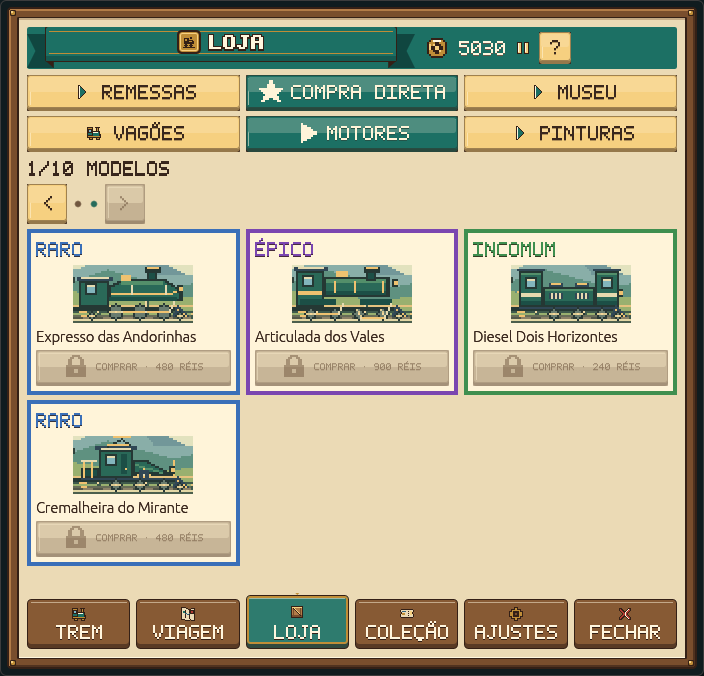 LOJA
5030
?
REMESSAS
COMPRA DIRETA
MUSEU
VAGÕES
MOTORES
PINTURAS
1/10 MODELOS
< >
RARO
Expresso das Andorinhas
COMPRAR · 480 RÉIS
ÉPICO
Articulada dos Vales
COMPRAR · 900 RÉIS
INCOMUM
Diesel Dois Horizontes
COMPRAR · 240 RÉIS
RARO
Cremalheira do Mirante
COMPRAR · 480 RÉIS
TREM
VIAGEM
LOJA
COLEÇÃO
AJUSTES
FECHAR